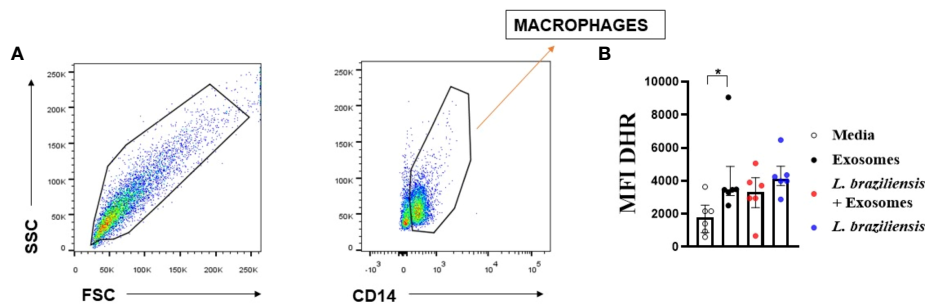 MACROPHAGES
A
SSC
250K
200K
150K
100K
50K
0
0 50K 100K 150K 200K 250K
FSC
250K
200K
150K
100K
50K
0
-10³ 0 10³ 10⁴ 10⁵
CD14
B
*
MFI DHR
10000
8000
6000
4000
2000
0
Media
Exosomes
L. braziliensis
+ Exosomes
L. braziliensis